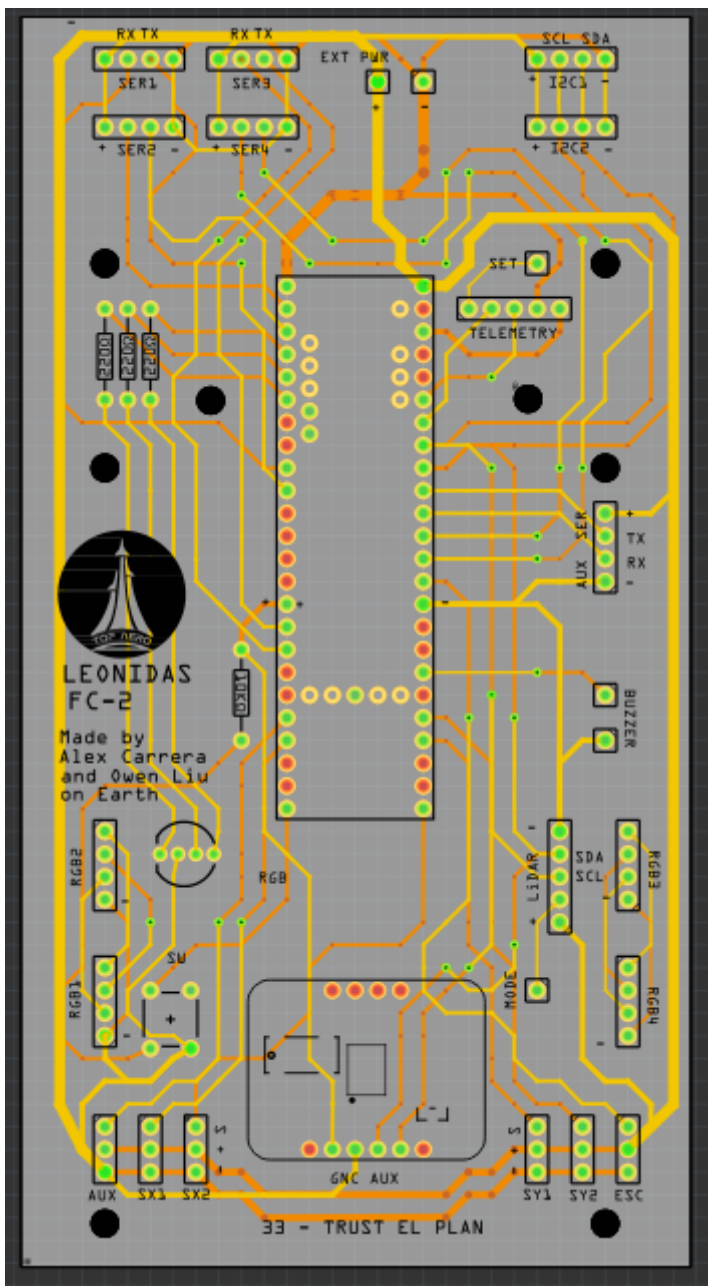 RX TX
RX TX
EXT PWR
SCL SDA
SER1
SER3
+ -
+ I2C1 -
+ SER2 -
+ SER4 -
+ I2C2 -
SET
TELEMETRY
220Ω
220Ω
220Ω
SER
AUX
+
TX
RX
-
+ +
-
TOP AERO
LEONIDAS
FC-2
10KΩ
Made by
Alex Carrera
and Owen Liu
on Earth
BUZZER
RGB2
-
RGB
LiDAR
-
SDA
SCL
+
RGB3
-
SW
+
RGB1
-
MODE
RGB4
-
S
+
-
S
+
-
AUX
SX1
SX2
GNC AUX
SY1
SY2
ESC
33 - TRUST EL PLAN